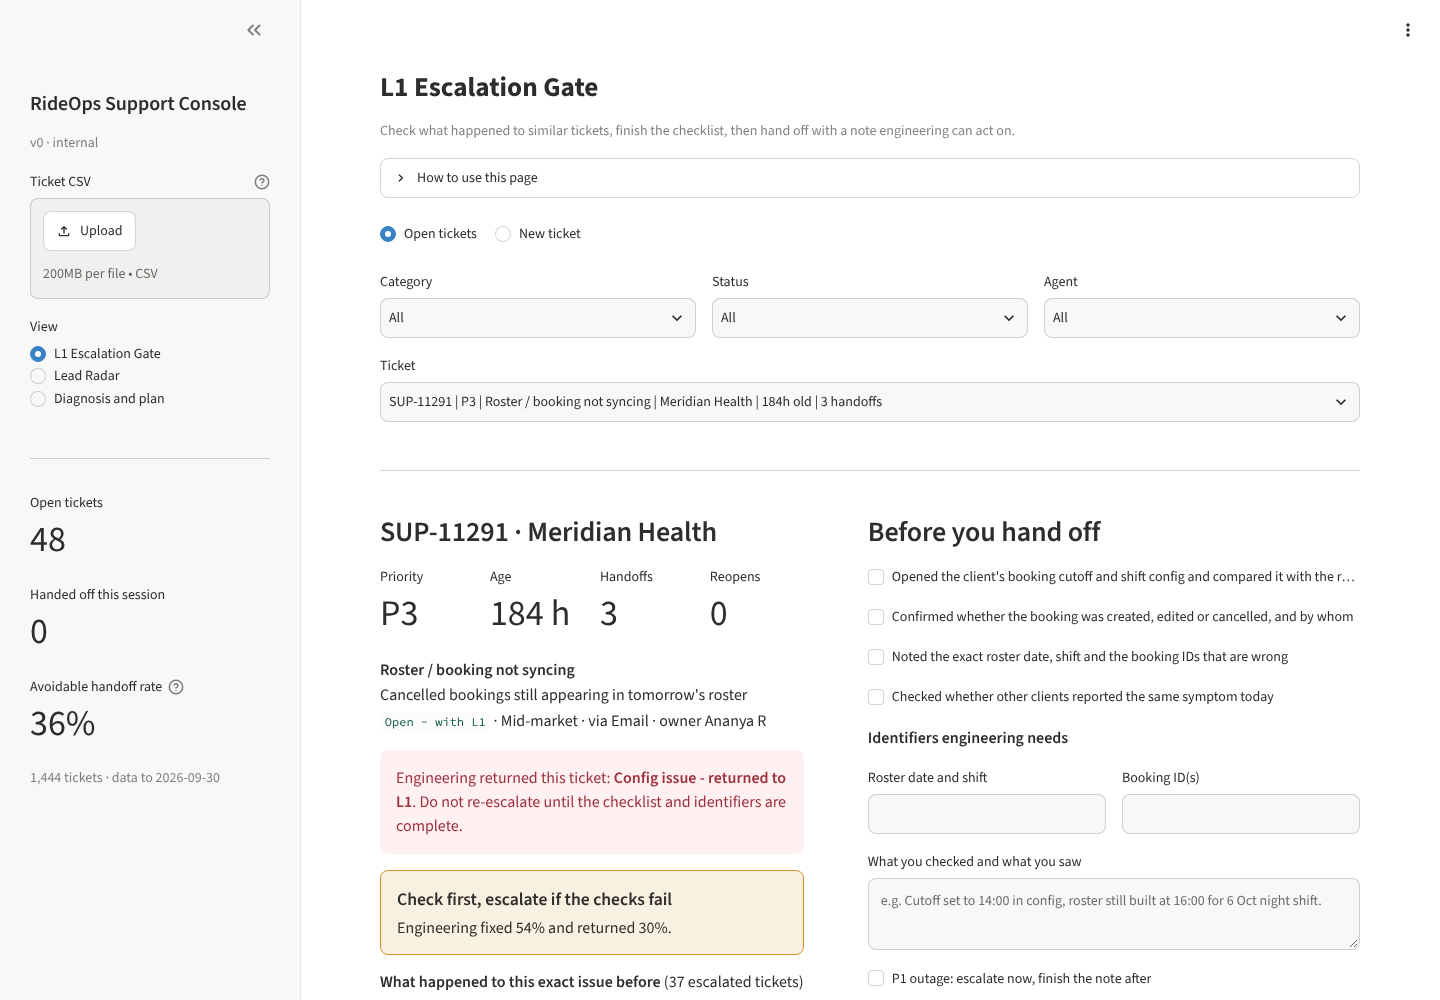 RideOps Support Console
v0 · internal
Ticket CSV
Upload
200MB per file • CSV
View
L1 Escalation Gate
Lead Radar
Diagnosis and plan
Open tickets
48
Handed off this session
0
Avoidable handoff rate
36%
1,444 tickets · data to 2026-09-30
L1 Escalation Gate
Check what happened to similar tickets, finish the checklist, then hand off with a note engineering can act on.
How to use this page
Open tickets
New ticket
Category
Status
Agent
All
All
All
Ticket
SUP-11291 | P3 | Roster / booking not syncing | Meridian Health | 184h old | 3 handoffs
SUP-11291 · Meridian Health
Priority
Age
Handoffs
Reopens
P3
184 h
3
0
Roster / booking not syncing
Cancelled bookings still appearing in tomorrow's roster
Open - with L1 · Mid-market · via Email · owner Ananya R
Engineering returned this ticket: Config issue - returned to
L1. Do not re-escalate until the checklist and identifiers are
complete.
Check first, escalate if the checks fail
Engineering fixed 54% and returned 30%.
What happened to this exact issue before (37 escalated tickets)
Before you hand off
Opened the client's booking cutoff and shift config and compared it with the r…
Confirmed whether the booking was created, edited or cancelled, and by whom
Noted the exact roster date, shift and the booking IDs that are wrong
Checked whether other clients reported the same symptom today
Identifiers engineering needs
Roster date and shift
Booking ID(s)
What you checked and what you saw
e.g. Cutoff set to 14:00 in config, roster still built at 16:00 for 6 Oct night shift.
P1 outage: escalate now, finish the note after